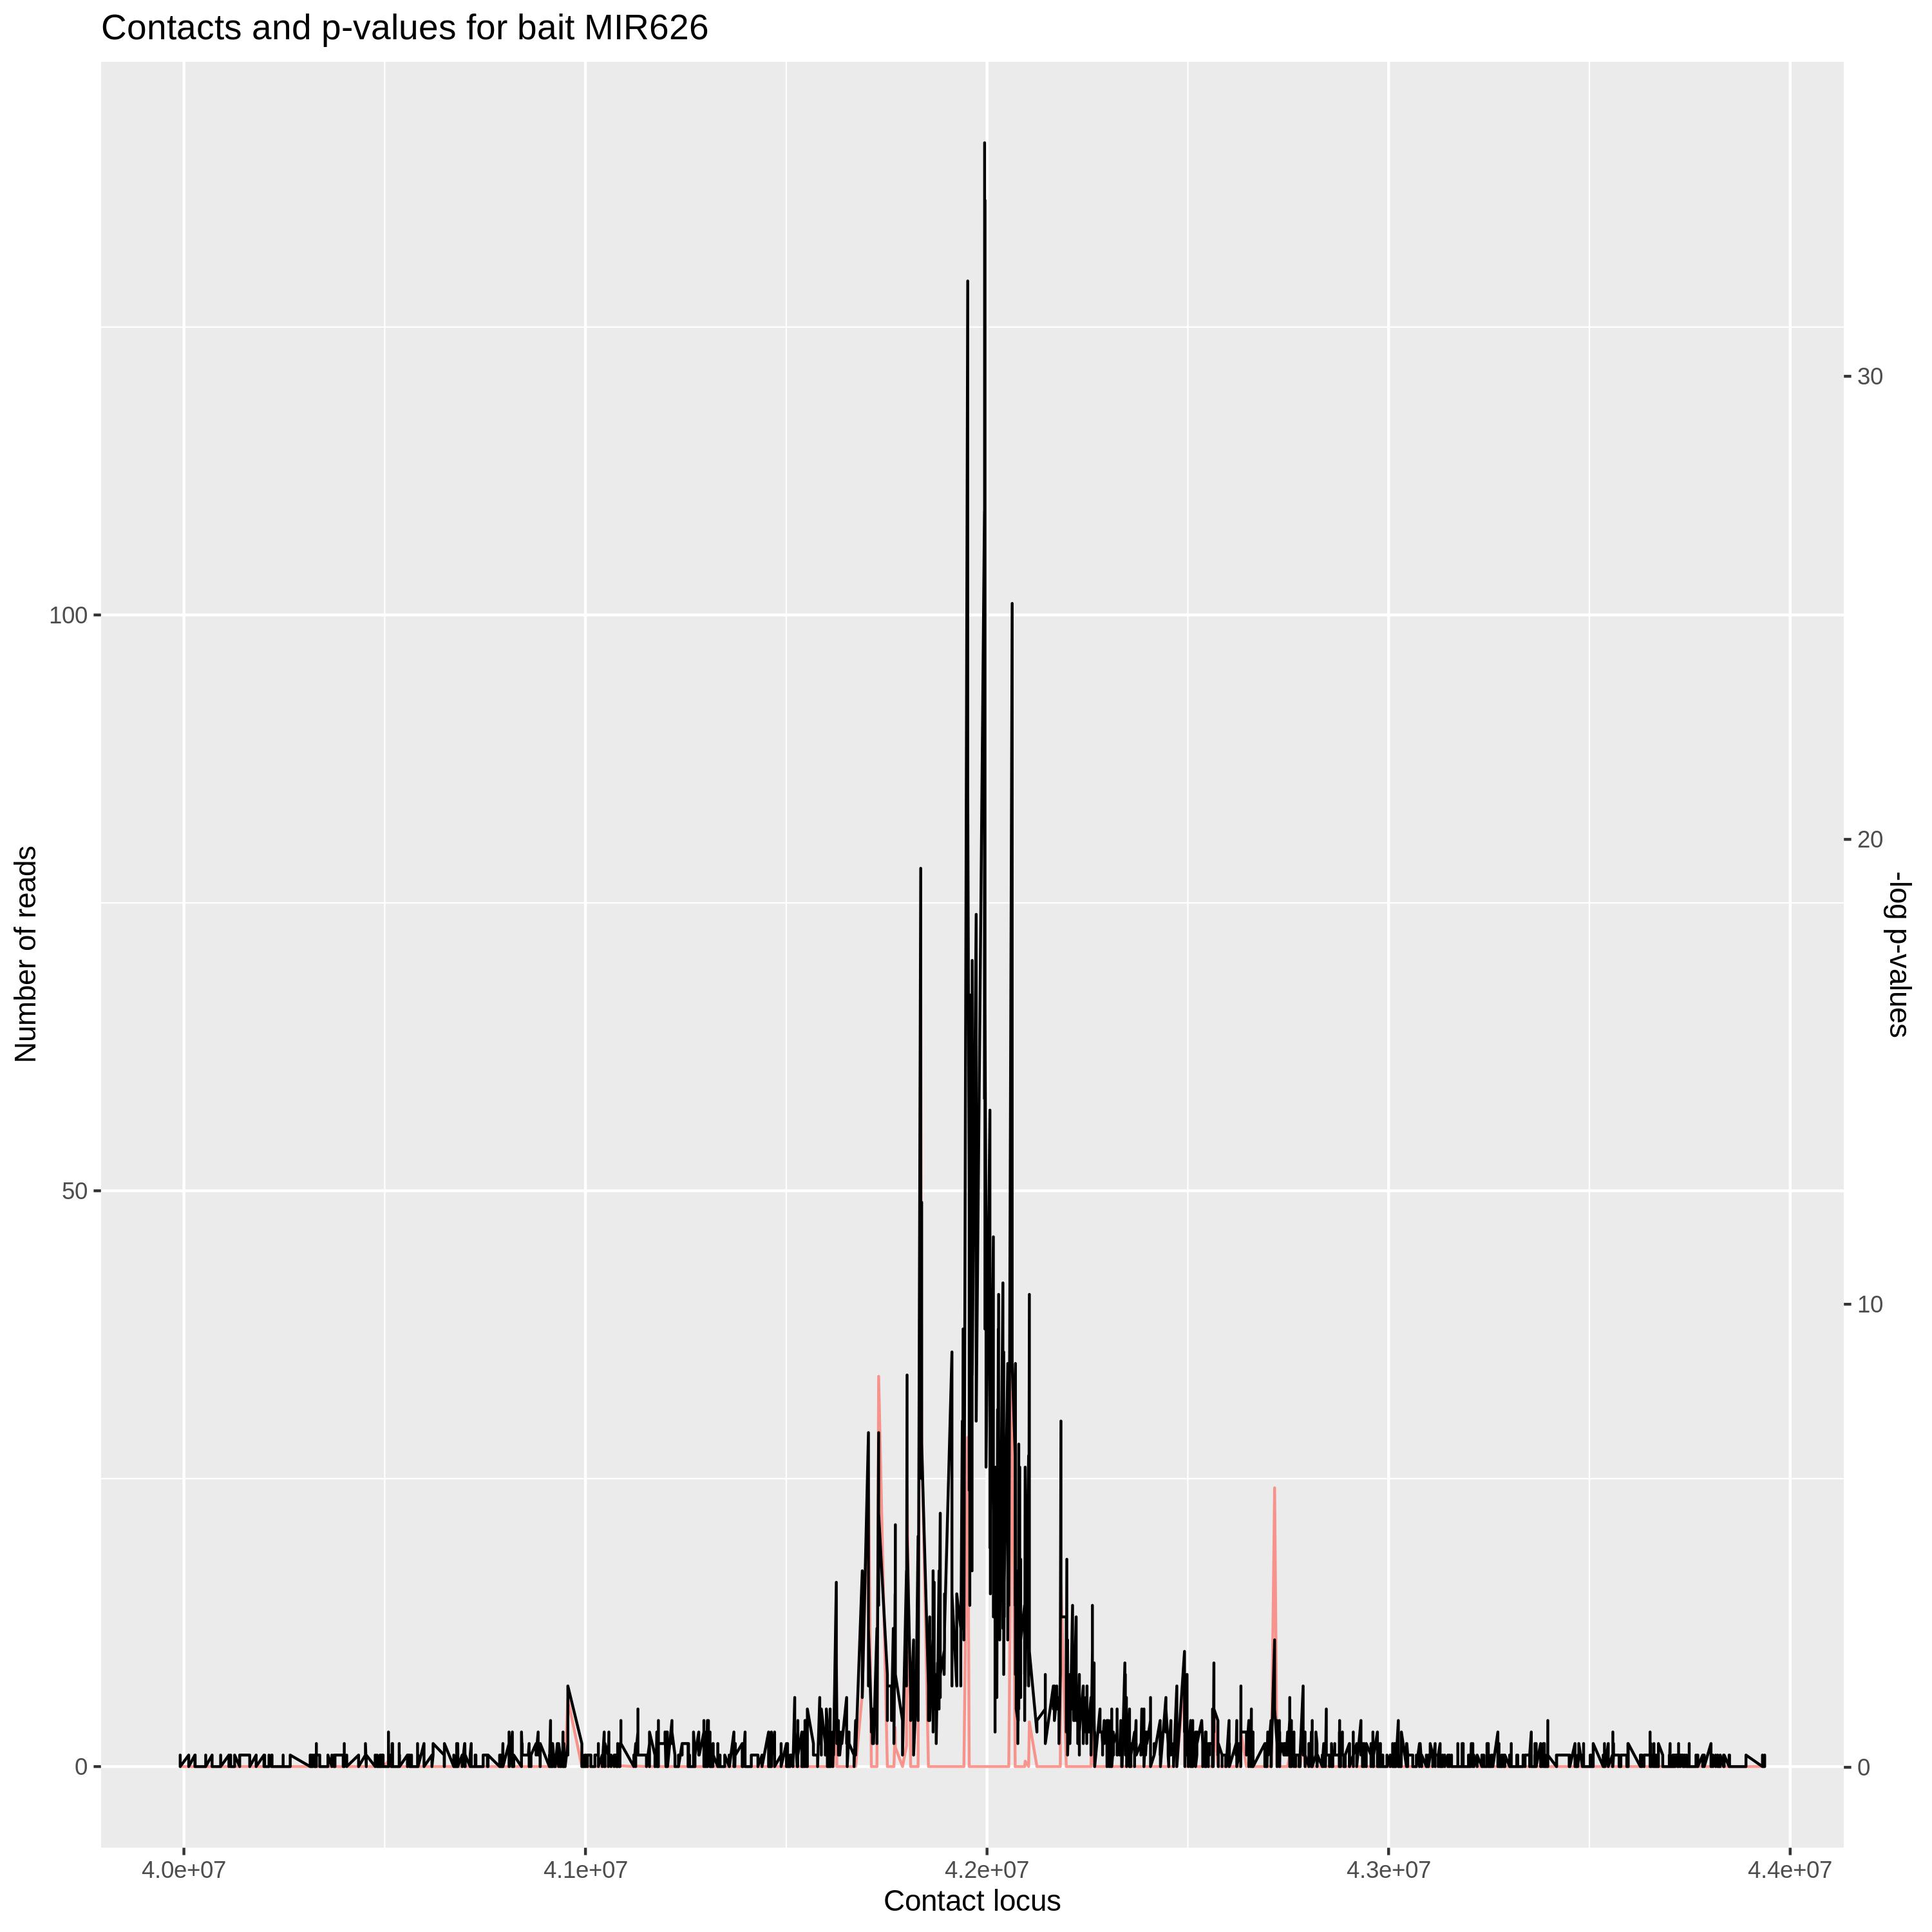 Contacts and p-values for bait MIR626
Number of reads
100
50
0
30
20
10
0
-log p-values
4.0e+07
4.1e+07
4.2e+07
4.3e+07
4.4e+07
Contact locus